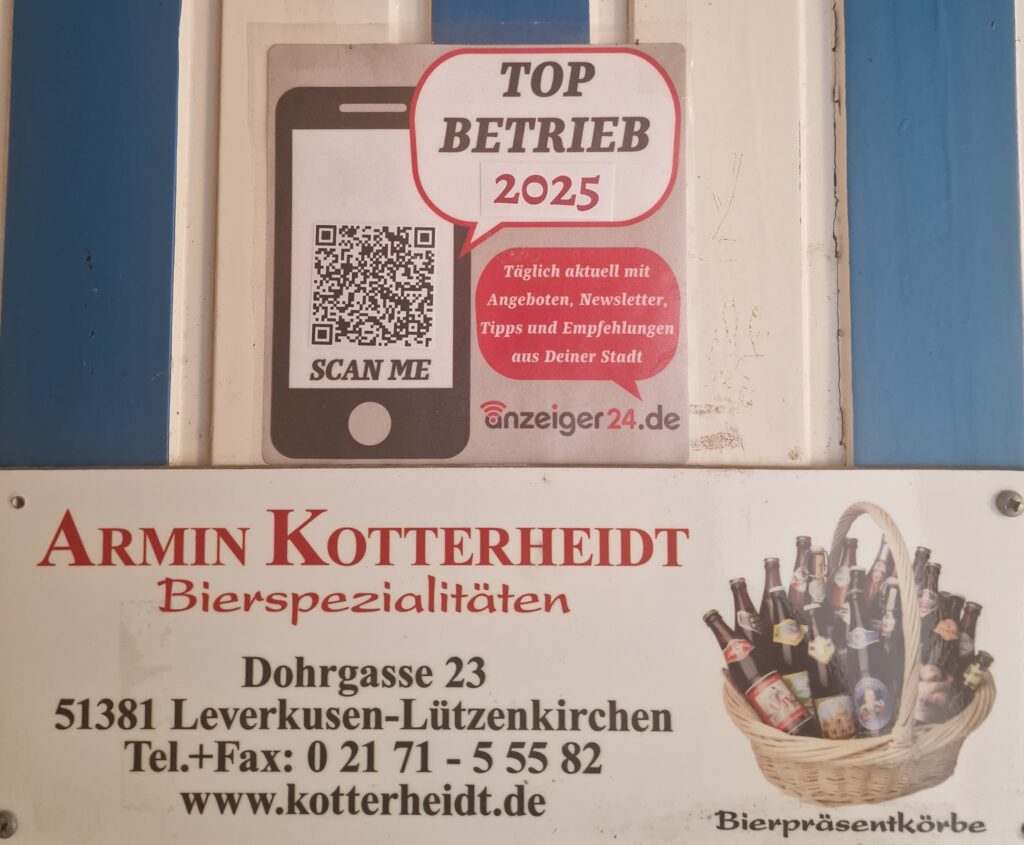 TOP
BETRIEB
2025
SCAN ME
Täglich aktuell mit
Angeboten, Newsletter,
Tipps und Empfehlungen
aus Deiner Stadt
anzeiger24.de
ARMIN KOTTERHEIDT
Bierspezialitäten
Dohrgasse 23
51381 Leverkusen-Lützenkirchen
Tel.+Fax: 0 21 71 - 5 55 82
www.kotterheidt.de
Bierpräsentkörbe